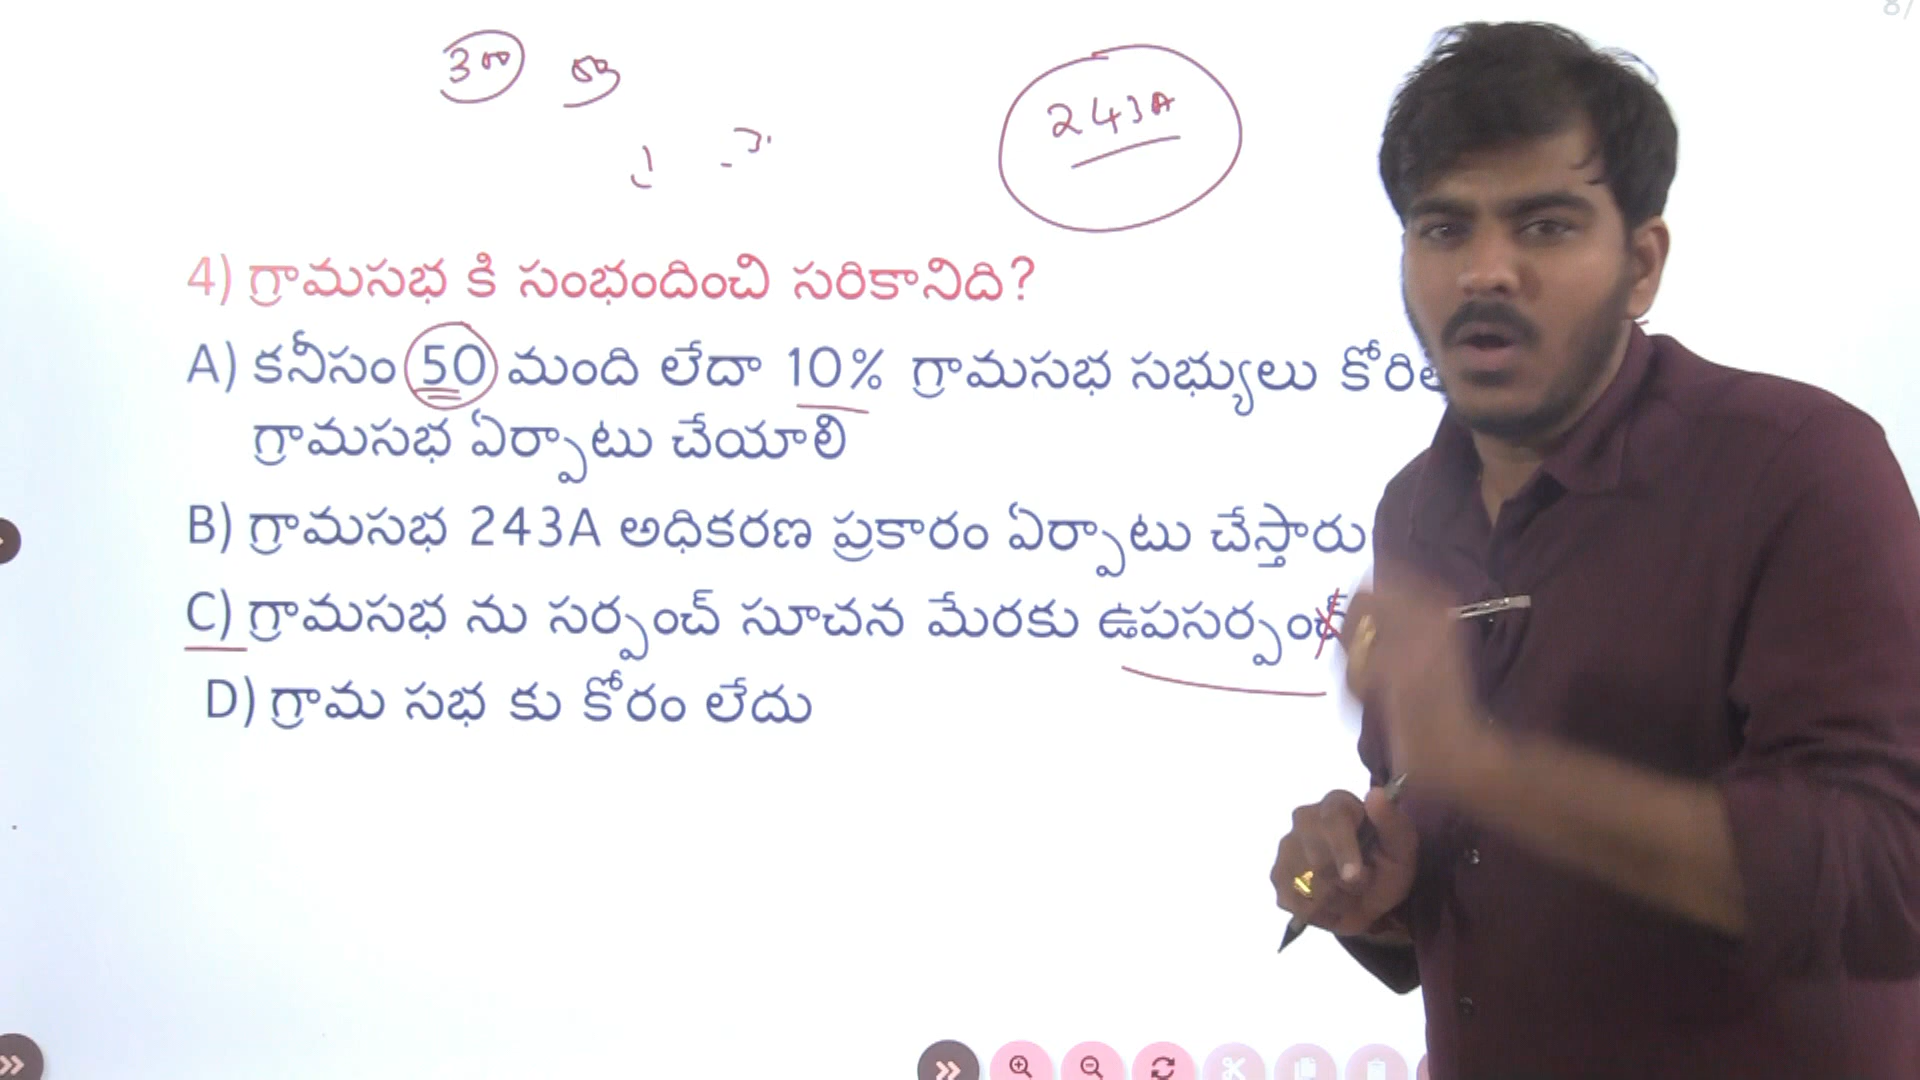 243A
4) గ్రామసభ కి సంభందించి సరికానిది?
A) కనీసం 50 మంది లేదా 10% గ్రామసభ సభ్యులు
గ్రామసభ ఏర్పాటు చేయాలి
B) గ్రామసభ 243A అధికరణ ప్రకారం ఏర్పాటు చేస్తారు
C) గ్రామసభ ను సర్పంచ్ సూచన మేరకు
D) గ్రామ సభ కు కోరం లేదు